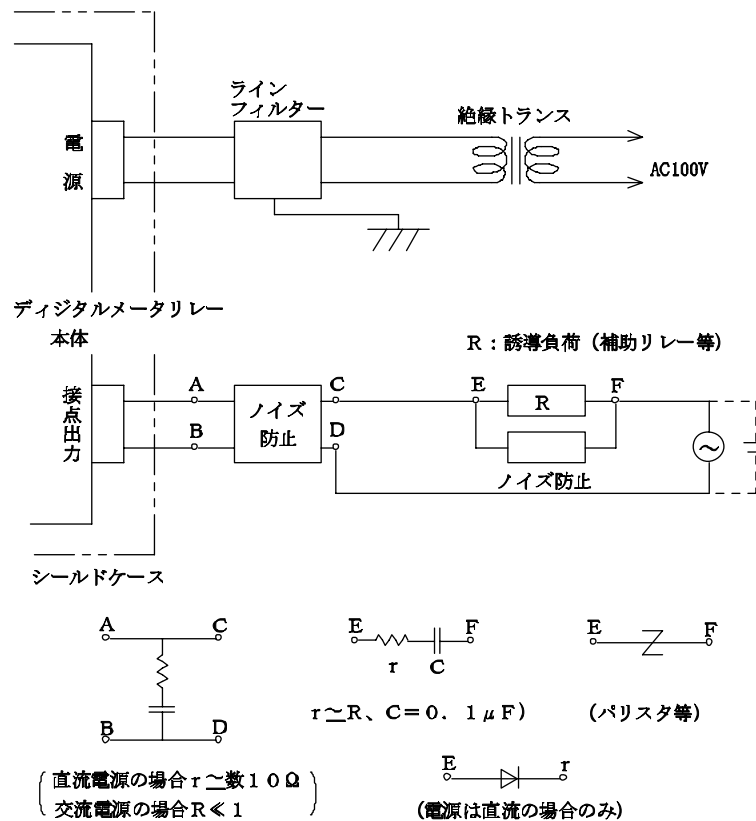 ライン
フィルター
絶縁トランス
電
源
AC100V
ディジタルメータリレー
本体
R:誘導負荷(補助リレー等)
接点出力
A
B
ノイズ
防止
C
D
E
R
F
ノイズ防止
シールドケース
A
C
B
D
直流電源の場合r≃数10Ω
交流電源の場合R≪1
E
F
r
C
r≃R、C=0.1μF)
E
F
(パリスタ等)
E
r
(電源は直流の場合のみ)